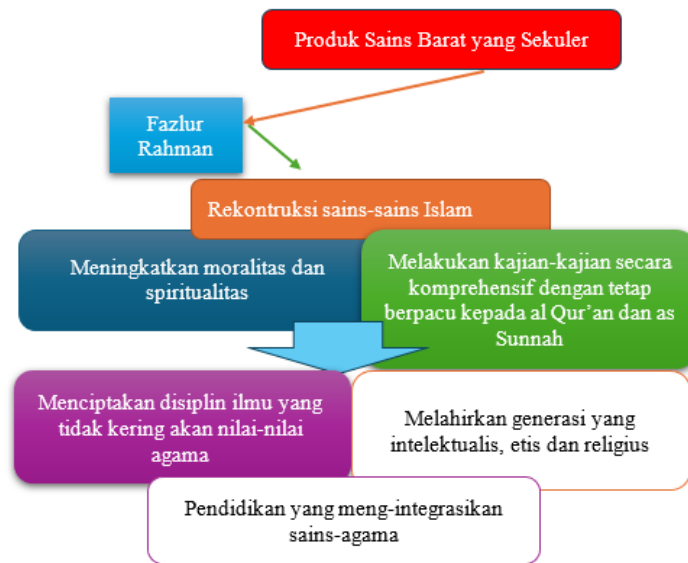 Produk Sains Barat yang Sekuler
Fazlur
Rahman
Rekontruksi sains-sains Islam
Meningkatkan moralitas dan
spiritualitas
Melakukan kajian-kajian secara
komprehensif dengan tetap
berpacu kepada al Qur’an dan as
Sunnah
Menciptakan disiplin ilmu yang
tidak kering akan nilai-nilai
agama
Melahirkan generasi yang
intelektualis, etis dan religius
Pendidikan yang meng-integrasikan
sains-agama